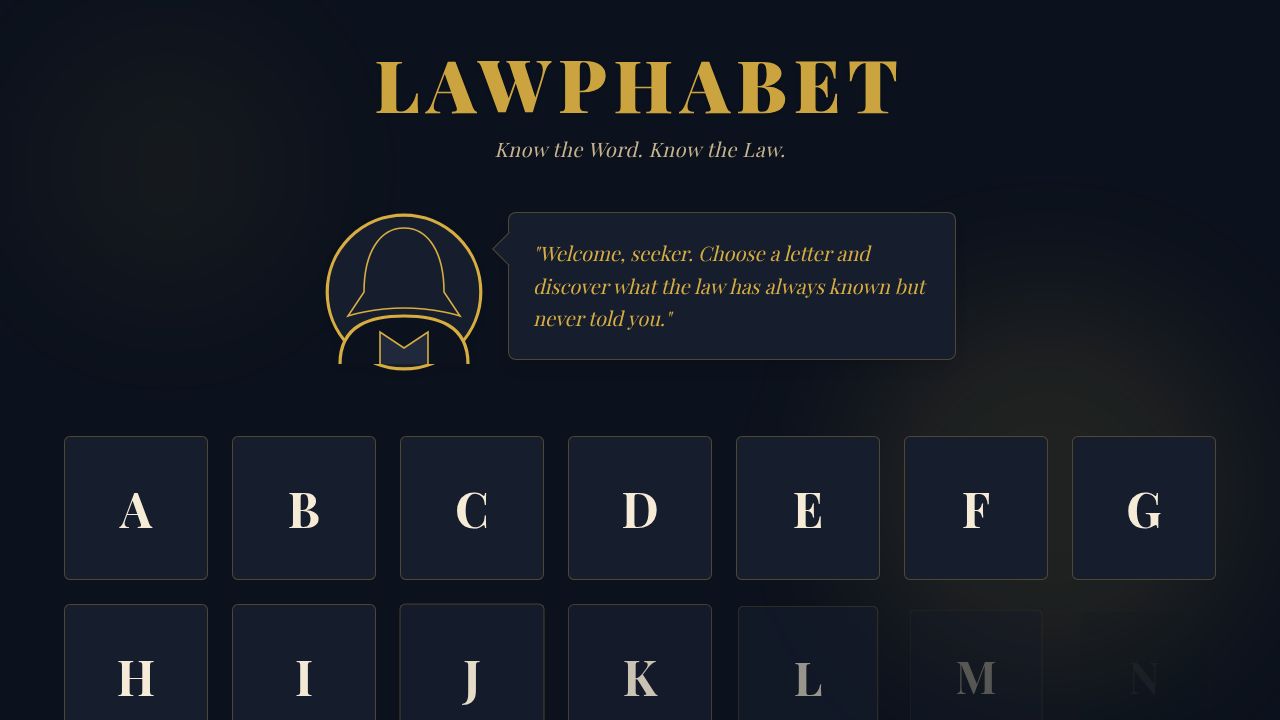 LAWPHABET
Know the Word. Know the Law.
"Welcome, seeker. Choose a letter and
discover what the law has always known but
never told you."
A B C D E F G
H I J K L M N